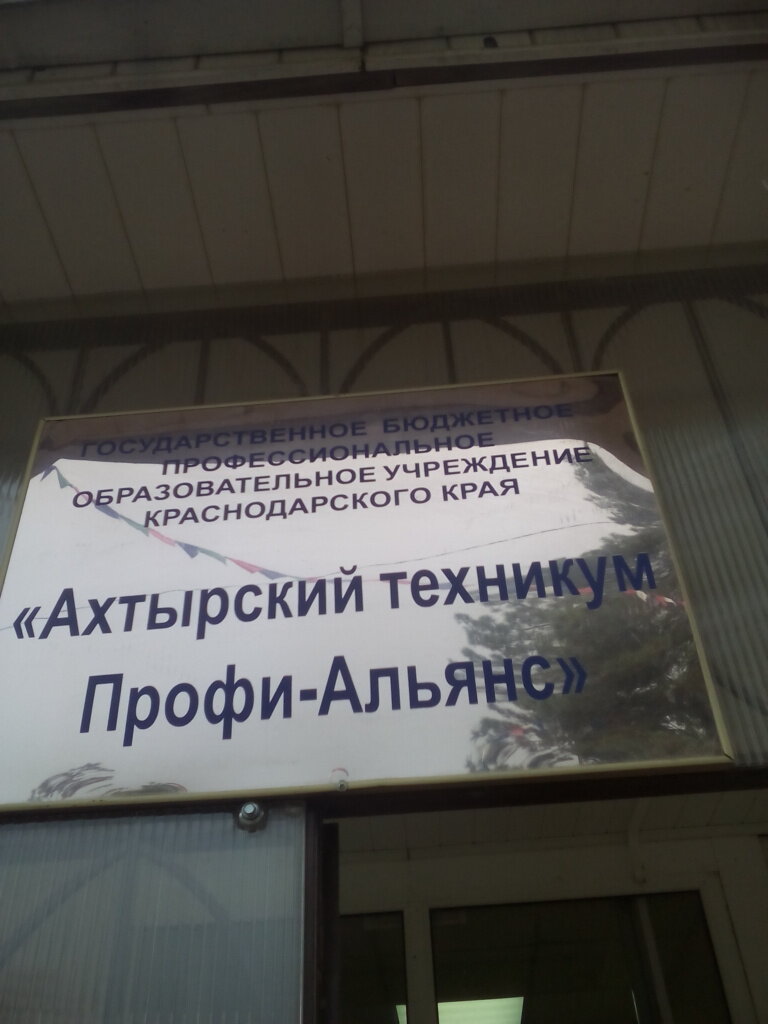 ГОСУДАРСТВЕННОЕ БЮДЖЕТНОЕ
ПРОФЕССИОНАЛЬНОЕ
ОБРАЗОВАТЕЛЬНОЕ УЧРЕЖДЕНИЕ
КРАСНОДАРСКОГО КРАЯ
«Ахтырский техникум
Профи-Альянс»